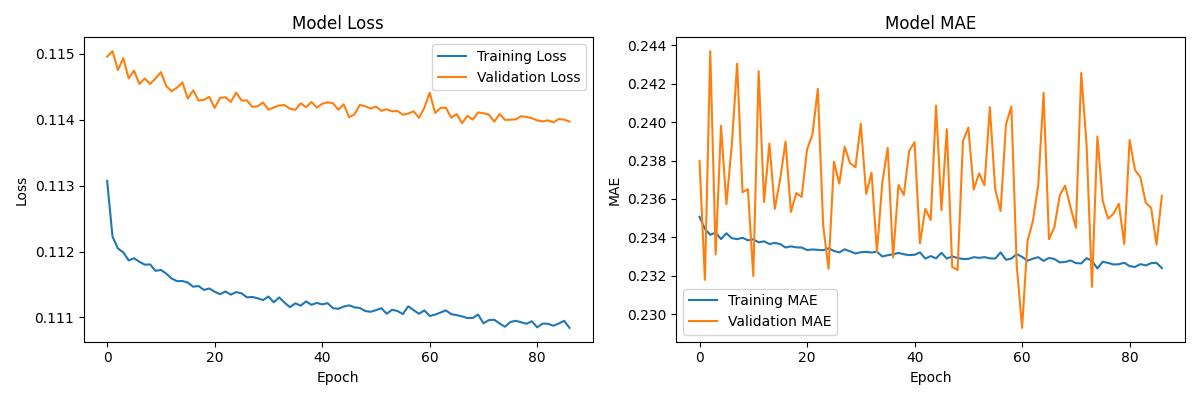 Model Loss
0.115
0.114
0.113
0.112
0.111
Loss
Training Loss
Validation Loss
0 20 40 60 80
Epoch
Model MAE
0.244
0.242
0.240
0.238
0.236
0.234
0.232
0.230
MAE
Training MAE
Validation MAE
0 20 40 60 80
Epoch